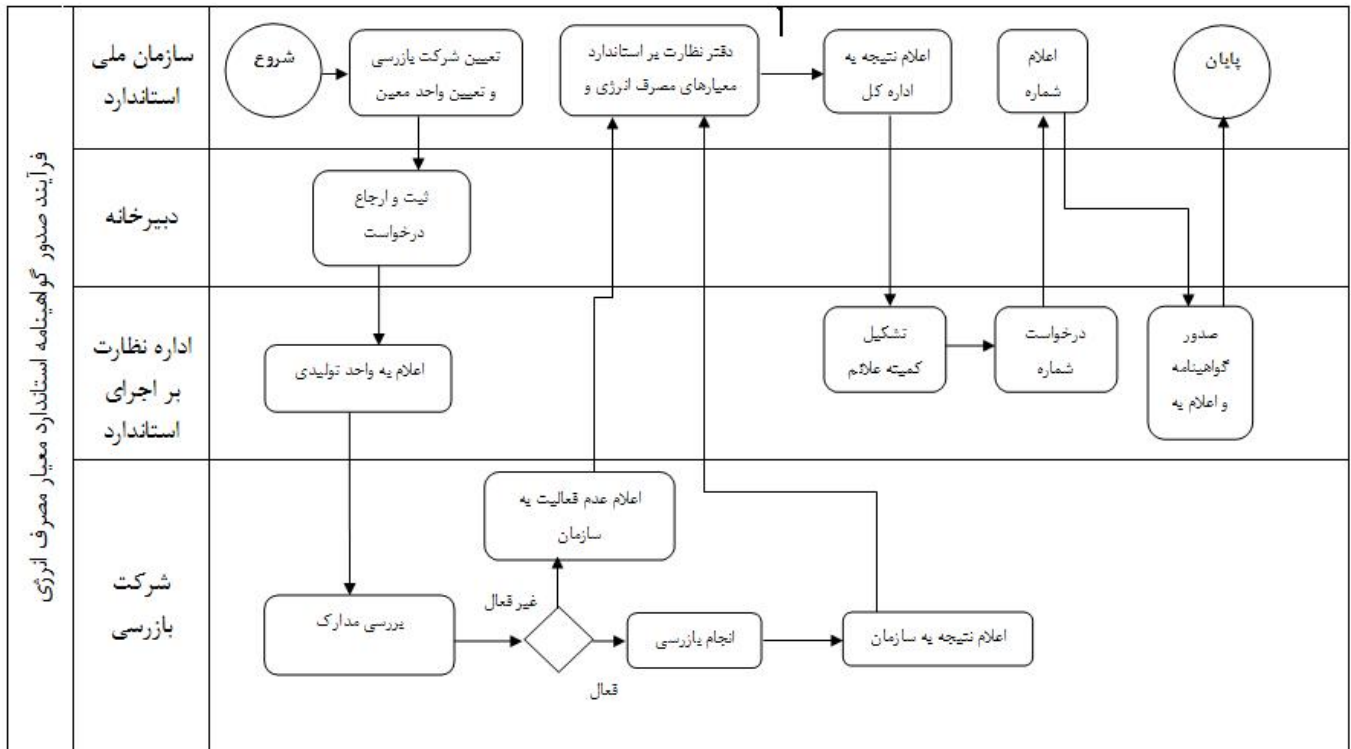 فرآیند صدور گواهینامه استاندارد معیار مصرف انرژی
سازمان ملی
استاندارد
شروع
تعیین شرکت بازرسی
و تعیین واحد معین
دفتر نظارت بر استاندارد
معیارهای مصرف انرژی و
اعلام نتیجه به
اداره کل
اعلام
شماره
پایان
دبیرخانه
ثبت و ارجاع
درخواست
اداره نظارت
بر اجرای
استاندارد
اعلام به واحد تولیدی
تشکیل
کمیته علائم
درخواست
شماره
صدور
گواهینامه
و اعلام به
شرکت
بازرسی
اعلام عدم فعالیت به
سازمان
بررسی مدارک
غیر فعال
فعال
انجام بازرسی
اعلام نتیجه به سازمان